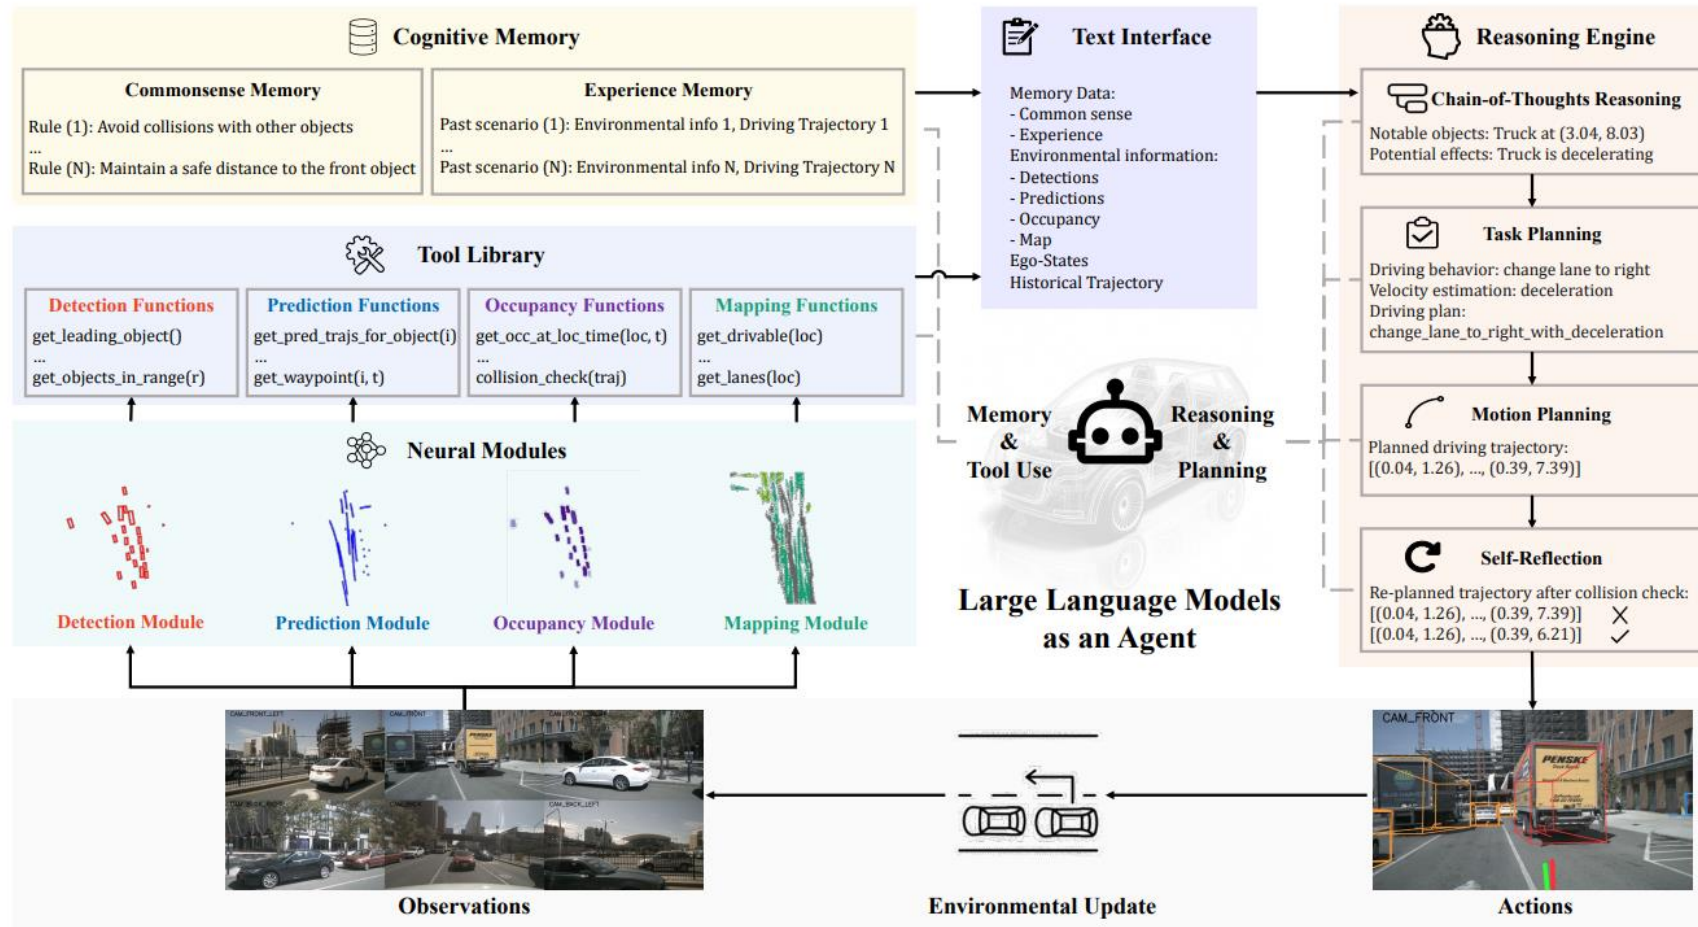 Cognitive Memory
Commonsense Memory
Rule (1): Avoid collisions with other objects
...
Rule (N): Maintain a safe distance to the front object
Experience Memory
Past scenario (1): Environmental info 1, Driving Trajectory 1
...
Past scenario (N): Environmental info N, Driving Trajectory N
Tool Library
Detection Functions
get_leading_object()
...
get_objects_in_range(r)
Prediction Functions
get_pred_trajs_for_object(i)
...
get_waypoint(i, t)
Occupancy Functions
get_occ_at_loc_time(loc, t)
...
collision_check(traj)
Mapping Functions
get_drivable(loc)
...
get_lanes(loc)
Neural Modules
Detection Module
Prediction Module
Occupancy Module
Mapping Module
Text Interface
Memory Data:
- Common sense
- Experience
Environmental information:
- Detections
- Predictions
- Occupancy
- Map
Ego-States
Historical Trajectory
Memory
&
Tool Use
Reasoning
&
Planning
Large Language Models
as an Agent
Reasoning Engine
Chain-of-Thoughts Reasoning
Notable objects: Truck at (3.04, 8.03)
Potential effects: Truck is decelerating
Task Planning
Driving behavior: change lane to right
Velocity estimation: deceleration
Driving plan:
change_lane_to_right_with_deceleration
Motion Planning
Planned driving trajectory:
[(0.04, 1.26), ..., (0.39, 7.39)]
Self-Reflection
Re-planned trajectory after collision check:
[(0.04, 1.26), ..., (0.39, 7.39)]
[(0.04, 1.26), ..., (0.39, 6.21)]
CAM_FRONT_LEFT
CAM_FRONT
PENSKE
CAM_BACK
CAM_BACK_LEFT
Observations
Environmental Update
CAM_FRONT
PENSKE
Actions